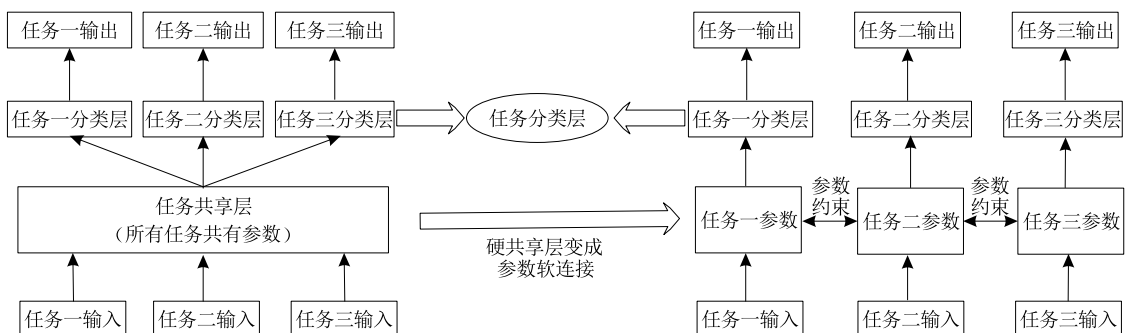 任务一输出
任务二输出
任务三输出
任务一输出
任务二输出
任务三输出
任务一分类层
任务二分类层
任务三分类层
任务分类层
任务一分类层
任务二分类层
任务三分类层
任务共享层
（所有任务共有参数）
硬共享层变成
参数软连接
任务一参数
参数
约束
任务二参数
参数
约束
任务三参数
任务一输入
任务二输入
任务三输入
任务一输入
任务二输入
任务三输入